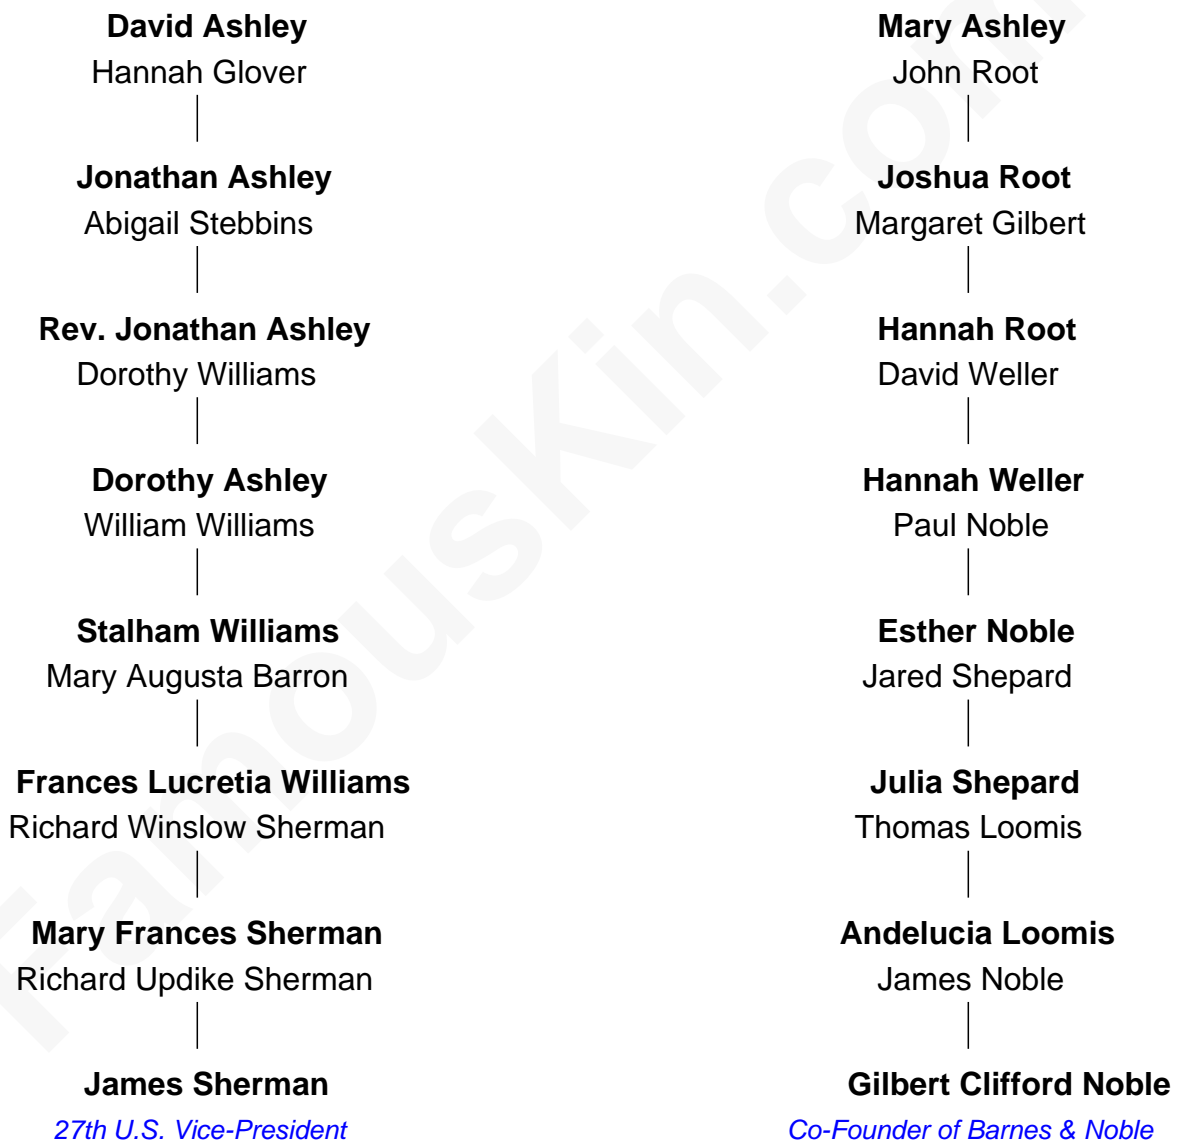 David Ashley
Hannah Glover
Jonathan Ashley
Abigail Stebbins
Rev. Jonathan Ashley
Dorothy Williams
Dorothy Ashley
William Williams
Stalham Williams
Mary Augusta Barron
Frances Lucretia Williams
Richard Winslow Sherman
Mary Frances Sherman
Richard Updike Sherman
James Sherman
27th U.S. Vice-President
Mary Ashley
John Root
Joshua Root
Margaret Gilbert
Hannah Root
David Weller
Hannah Weller
Paul Noble
Esther Noble
Jared Shepard
Julia Shepard
Thomas Loomis
Andelucia Loomis
James Noble
Gilbert Clifford Noble
Co-Founder of Barnes & Noble
FamousKin.com